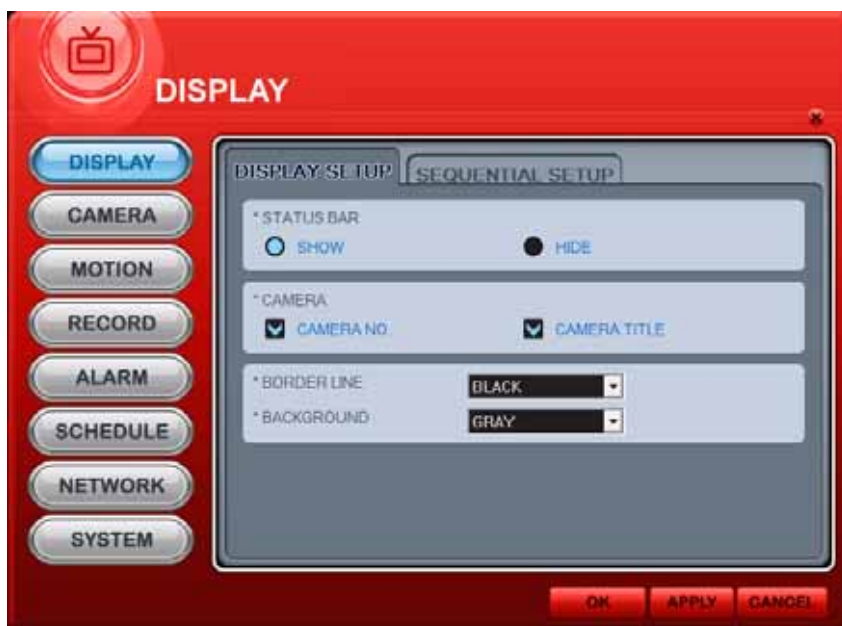 DISPLAY
DISPLAY
CAMERA
MOTION
RECORD
ALARM
SCHEDULE
NETWORK
SYSTEM
DISPLAY SETUP
SEQUENTIAL SETUP
* STATUS BAR
SHOW
HIDE
* CAMERA
CAMERA NO.
CAMERA TITLE
* BORDER LINE
BLACK
* BACKGROUND
GRAY
OK
APPLY
CANCEL